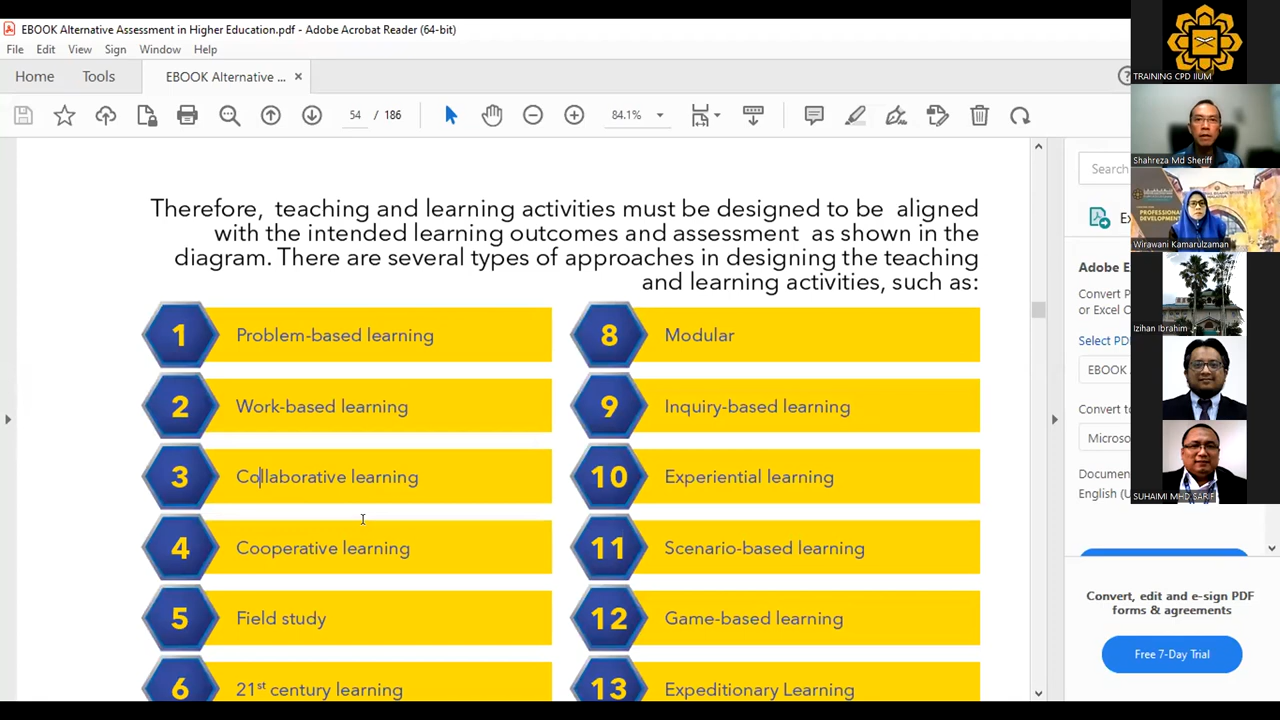 EBOOK Alternative Assessment in Higher Education.pdf - Adobe Acrobat Reader (64-bit)
File Edit View Sign Window Help
Home Tools EBOOK Alternative ... ×
54 / 186 84.1%
Therefore, teaching and learning activities must be designed to be aligned
with the intended learning outcomes and assessment as shown in the
diagram. There are several types of approaches in designing the teaching
and learning activities, such as:
1 Problem-based learning
2 Work-based learning
3 Collaborative learning
4 Cooperative learning
5 Field study
6 21st century learning
8 Modular
9 Inquiry-based learning
10 Experiential learning
11 Scenario-based learning
12 Game-based learning
13 Expeditionary Learning
Search
Adobe E
Convert P
or Excel O
Select PD
EBOOK A
Convert to
Microso
Documen
English (U
Convert, edit and e-sign PDF
forms & agreements
Free 7-Day Trial
TRAINING CPD IIUM
Shahreza Md Sheriff
PROFESSIONAL
DEVELOPMENT
Wirawani Kamarulzaman
Izihan Ibrahim
SUHAIMI MHD SARIF